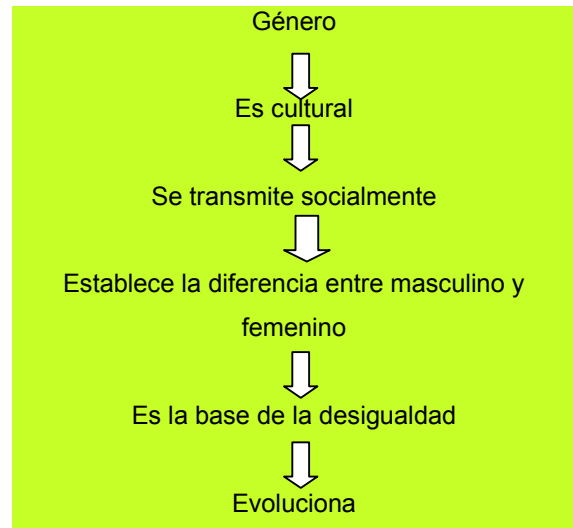 Género
Es cultural
Se transmite socialmente
Establece la diferencia entre masculino y
femenino
Es la base de la desigualdad
Evoluciona